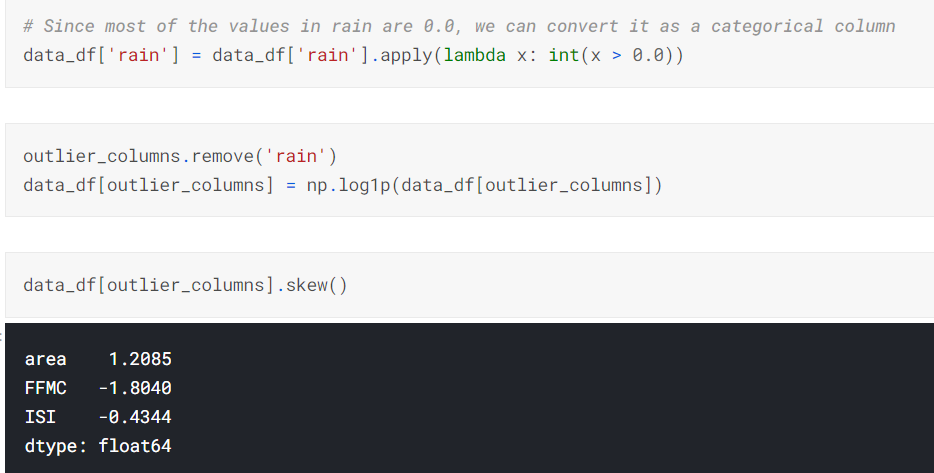 # Since most of the values in rain are 0.0, we can convert it as a categorical column
data_df['rain'] = data_df['rain'].apply(lambda x: int(x > 0.0))
outlier_columns.remove('rain')
data_df[outlier_columns] = np.log1p(data_df[outlier_columns])
data_df[outlier_columns].skew()
area    1.2085
FFMC   -1.8040
ISI    -0.4344
dtype: float64